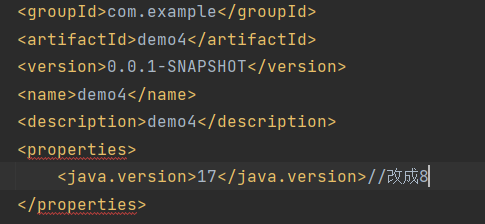 <groupId>com.example</groupId>
<artifactId>demo4</artifactId>
<version>0.0.1-SNAPSHOT</version>
<name>demo4</name>
<description>demo4</description>
<properties>
    <java.version>17</java.version>//改成8
</properties>